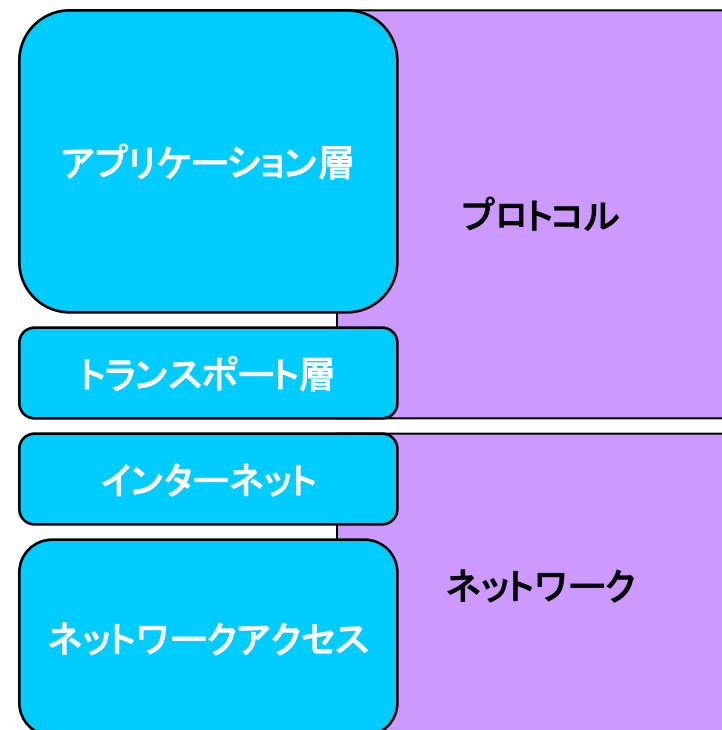 アプリケーション層
プロトコル
トランスポート層
インターネット
ネットワーク
ネットワークアクセス